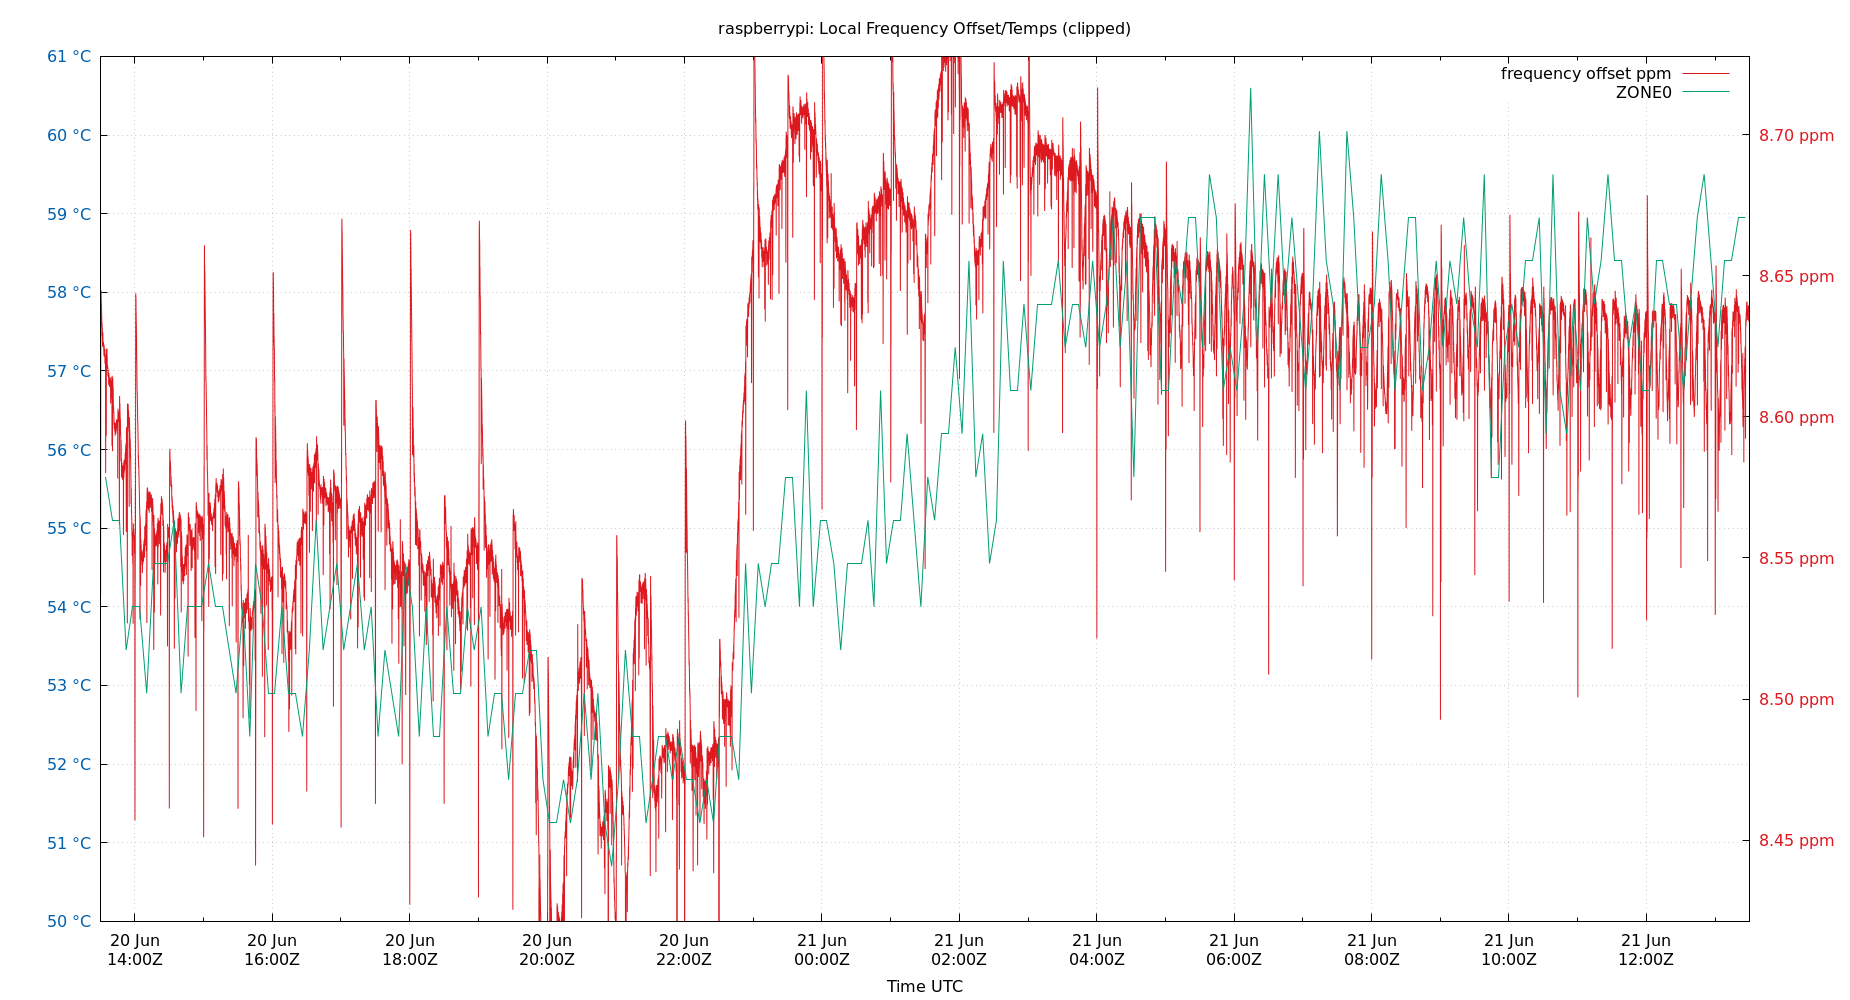 raspberrypi: Local Frequency Offset/Temps (clipped)
frequency offset ppm
ZONE0
61 °C
60 °C
59 °C
58 °C
57 °C
56 °C
55 °C
54 °C
53 °C
52 °C
51 °C
50 °C
8.70 ppm
8.65 ppm
8.60 ppm
8.55 ppm
8.50 ppm
8.45 ppm
20 Jun
14:00Z
20 Jun
16:00Z
20 Jun
18:00Z
20 Jun
20:00Z
20 Jun
22:00Z
21 Jun
00:00Z
21 Jun
02:00Z
21 Jun
04:00Z
21 Jun
06:00Z
21 Jun
08:00Z
21 Jun
10:00Z
21 Jun
12:00Z
Time UTC